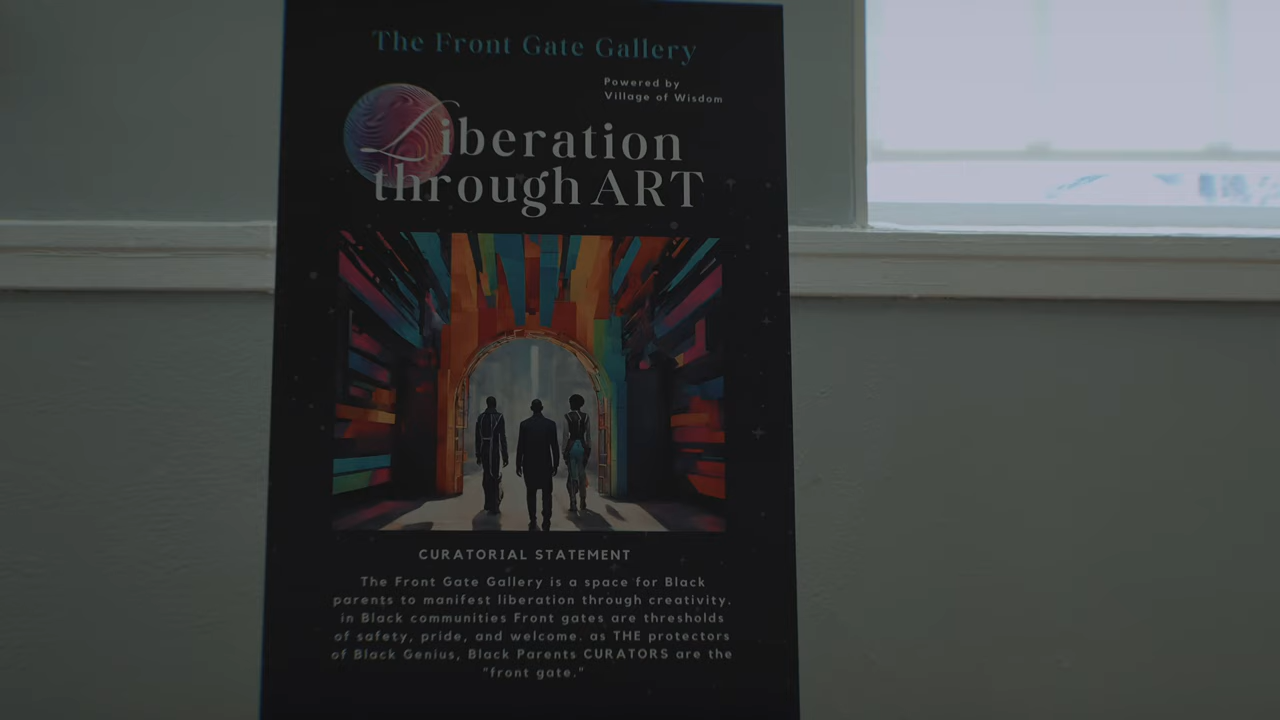 The Front Gate Gallery
Powered by
Village of Wisdom
Liberation
through ART
CURATORIAL STATEMENT
The Front Gate Gallery is a space for Black
parents to manifest liberation through creativity.
in Black communities Front gates are thresholds
of safety, pride, and welcome. as THE protectors
of Black Genius, Black Parents CURATORS are the
"front gate."